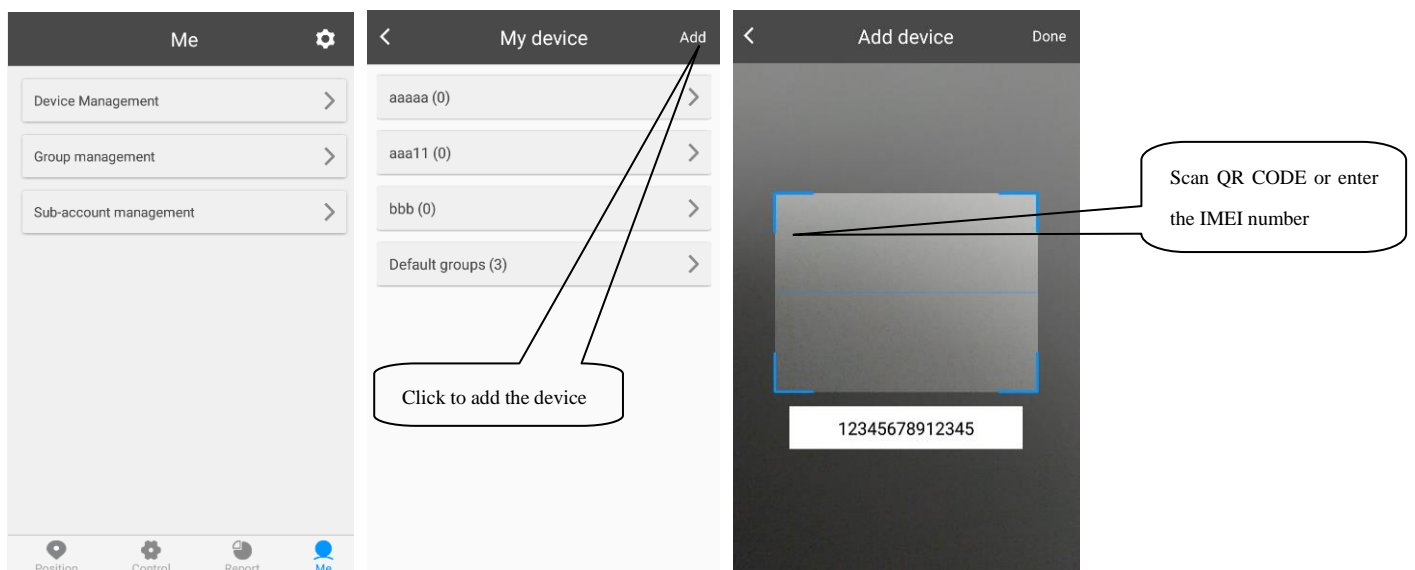 Me
Device Management
Group management
Sub-account management
Position
Control
Report
Me
My device
Add
aaaaa (0)
aaa11 (0)
bbb (0)
Default groups (3)
Click to add the device
Add device
Done
12345678912345
Scan QR CODE or enter
the IMEI number